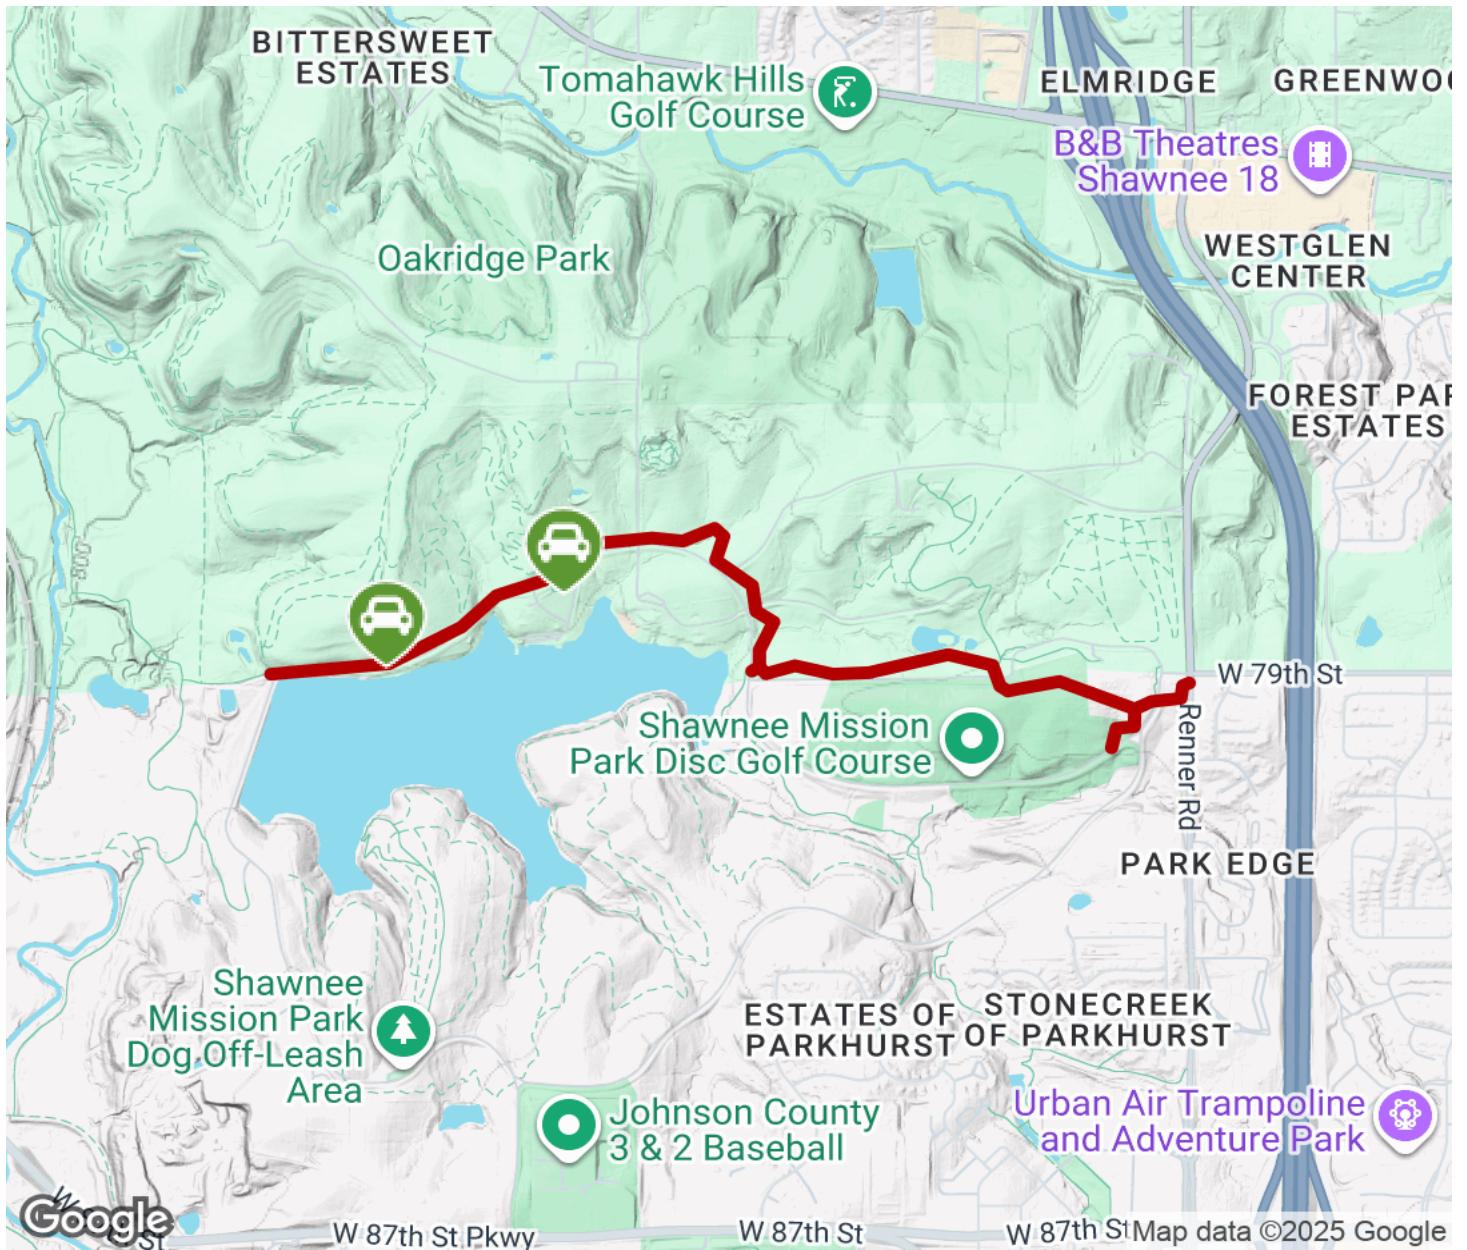 BITTERSWEET
ESTATES
Tomahawk Hills
Golf Course
ELMRIDGE
GREENWOO
B&B Theatres
Shawnee 18
Oakridge Park
WESTGLEN
CENTER
FOREST PAR
ESTATES
W 79th St
Renner Rd
Shawnee Mission
Park Disc Golf Course
PARK EDGE
Shawnee
Mission Park
Dog Off-Leash
Area
ESTATES OF
PARKHURST
STONECREEK
OF PARKHURST
Johnson County
3 & 2 Baseball
Urban Air Trampoline
and Adventure Park
Google
W 87th St Pkwy
W 87th St
W 87th St
Map data ©2025 Google